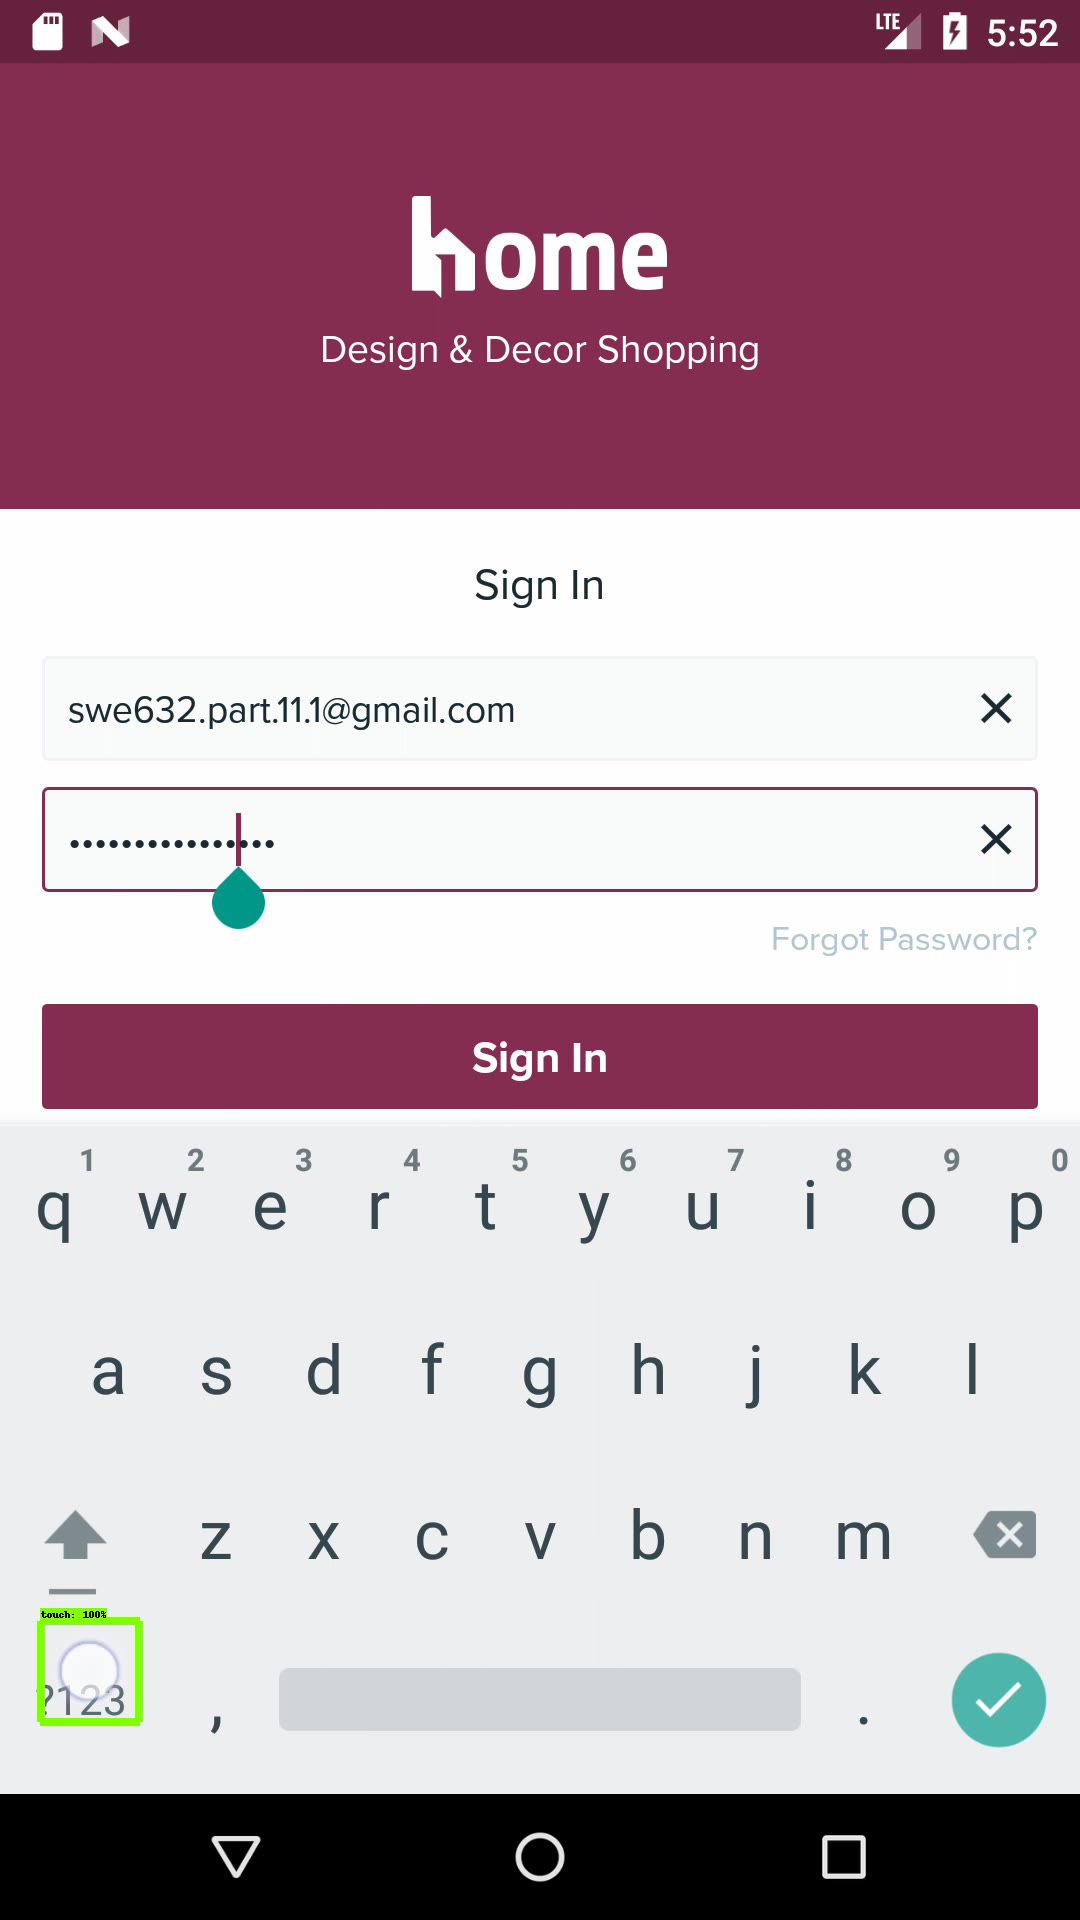 LTE 5:52
home
Design & Decor Shopping
Sign In
swe632.part.11.1@gmail.com
••••••••••••••••
Forgot Password?
Sign In
1 2 3 4 5 6 7 8 9 0
q w e r t y u i o p
a s d f g h j k l
z x c v b n m
touch: 100%
?123 , .